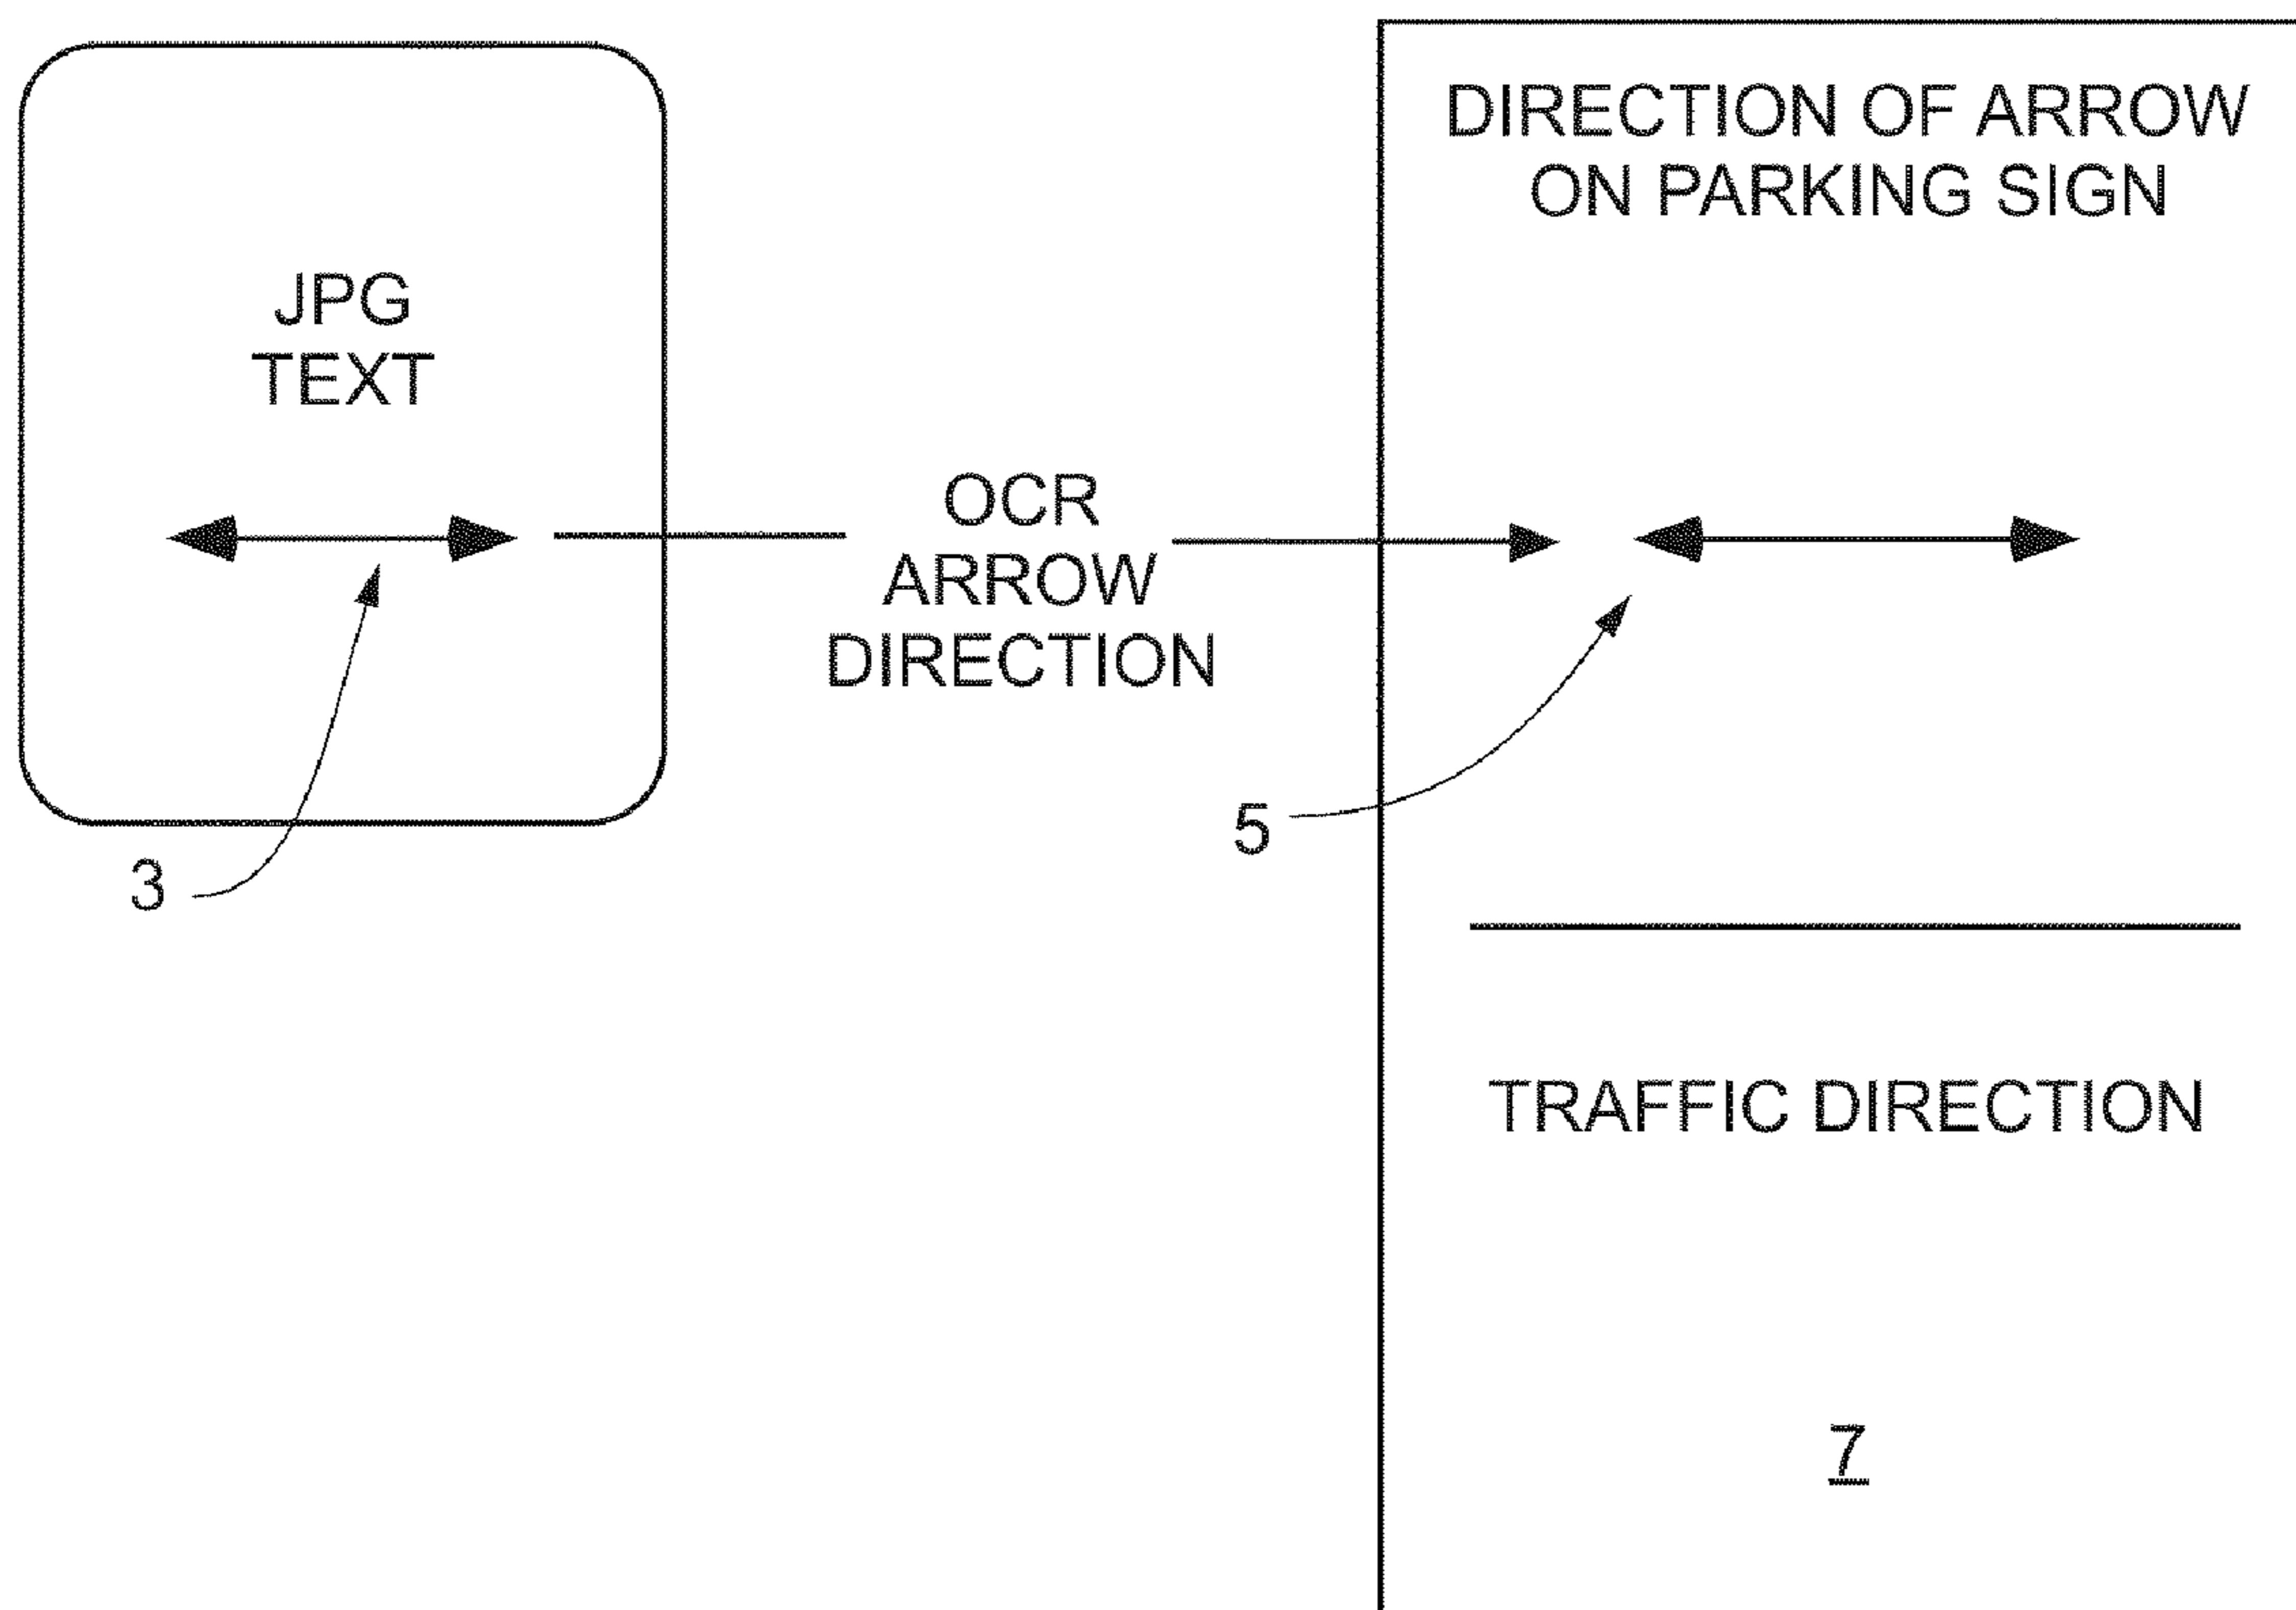 JPG
TEXT
3
OCR
ARROW
DIRECTION
5
DIRECTION OF ARROW
ON PARKING SIGN
TRAFFIC DIRECTION
7